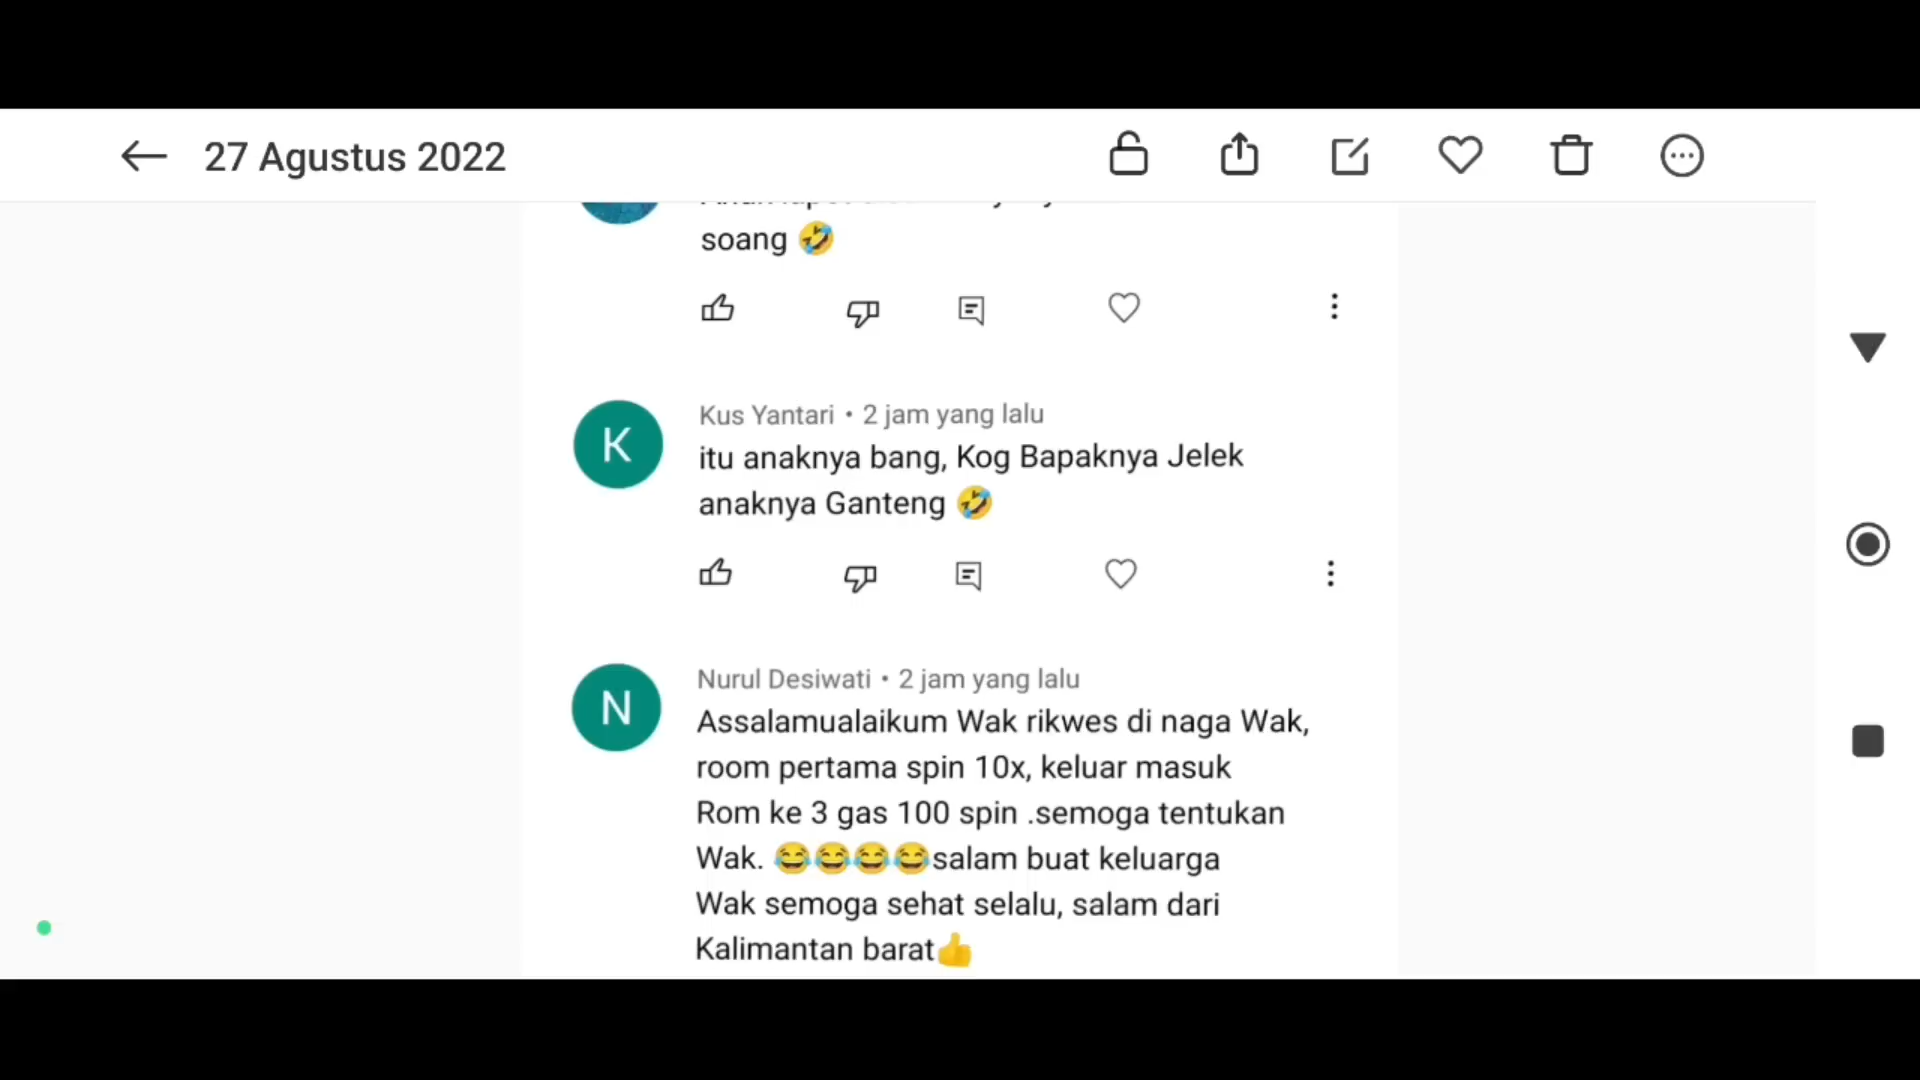 27 Agustus 2022
soang 🤣
K
Kus Yantari • 2 jam yang lalu
itu anaknya bang, Kog Bapaknya Jelek
anaknya Ganteng 🤣
N
Nurul Desiwati • 2 jam yang lalu
Assalamualaikum Wak rikwes di naga Wak,
room pertama spin 10x, keluar masuk
Rom ke 3 gas 100 spin .semoga tentukan
Wak. 😂😂😂😂salam buat keluarga
Wak semoga sehat selalu, salam dari
Kalimantan barat👍